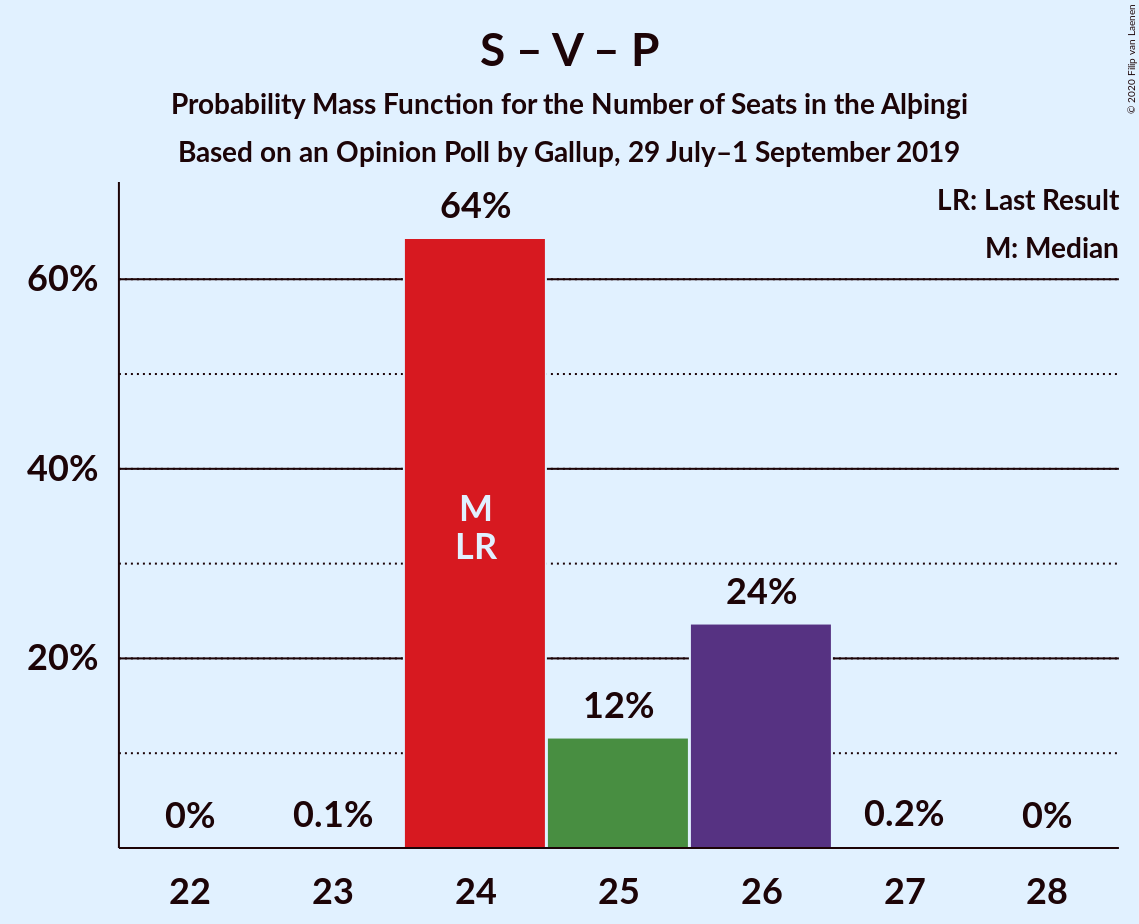 S – V – P
Probability Mass Function for the Number of Seats in the Alþingi
Based on an Opinion Poll by Gallup, 29 July–1 September 2019
© 2020 Filip van Laenen
LR: Last Result
M: Median
60%
40%
20%
0%
0.1%
64%
M
LR
12%
24%
0.2%
0%
22
23
24
25
26
27
28